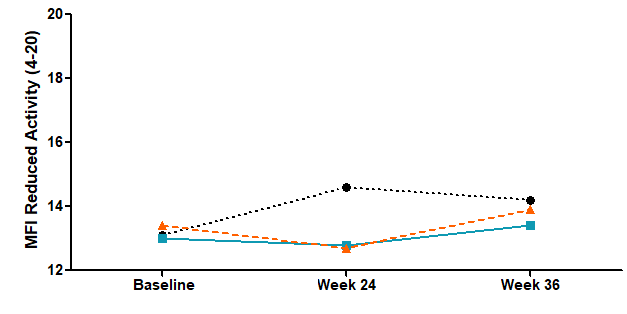 20
18
16
14
12
MFI Reduced Activity (4-20)
Baseline
Week 24
Week 36